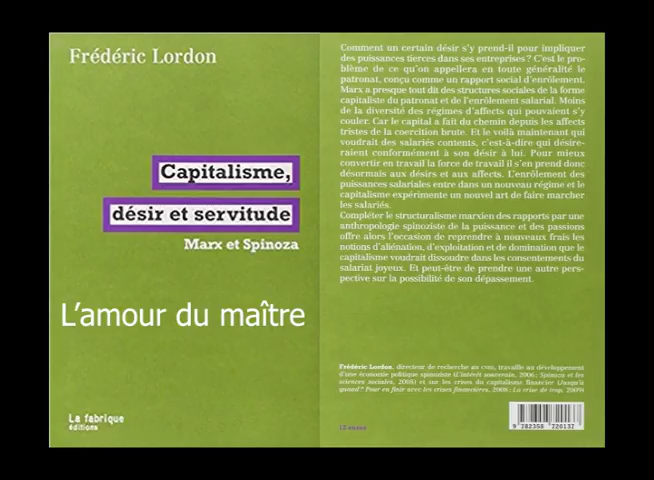 Frédéric Lordon
Capitalisme,
désir et servitude
Marx et Spinoza
L'amour du maître
La fabrique
éditions
Comment un certain désir s'y prend-il pour impliquer
des puissances tierces dans ses entreprises ? C'est le pro-
blème de ce qu'on appellera en toute généralité le
patronat, conçu comme un rapport social d'enrôlement.
Marx a presque tout dit des structures sociales de la forme
capitaliste du patronat et de l'enrôlement salarial. Moins
de la diversité des régimes d'affects qui pouvaient s'y
couler. Car le capital a fait du chemin depuis les affects
tristes de la coercition brute. Et le voilà maintenant qui
voudrait des salariés contents, c'est-à-dire qui désire-
raient conformément à son désir à lui. Pour mieux
convertir en travail la force de travail il s'en prend donc
désormais aux désirs et aux affects. L'enrôlement des
puissances salariales entre dans un nouveau régime et le
capitalisme expérimente un nouvel art de faire marcher
les salariés.
Compléter le structuralisme marxien des rapports par une
anthropologie spinoziste de la puissance et des passions
offre alors l'occasion de reprendre à nouveaux frais les
notions d'aliénation, d'exploitation et de domination que le
capitalisme voudrait dissoudre dans les consentements du
salariat joyeux. Et peut-être de prendre une autre pers-
pective sur la possibilité de son dépassement.
Frédéric Lordon, directeur de recherche au CNRS, travaille au développement
d'une économie politique spinoziste (L'intérêt souverain, 2006 ; Spinoza et les
sciences sociales, 2008) et sur les crises du capitalisme financier (Jusqu'à
quand ? Pour en finir avec les crises financières, 2008 ; La crise de trop, 2009)
9 782358 720137